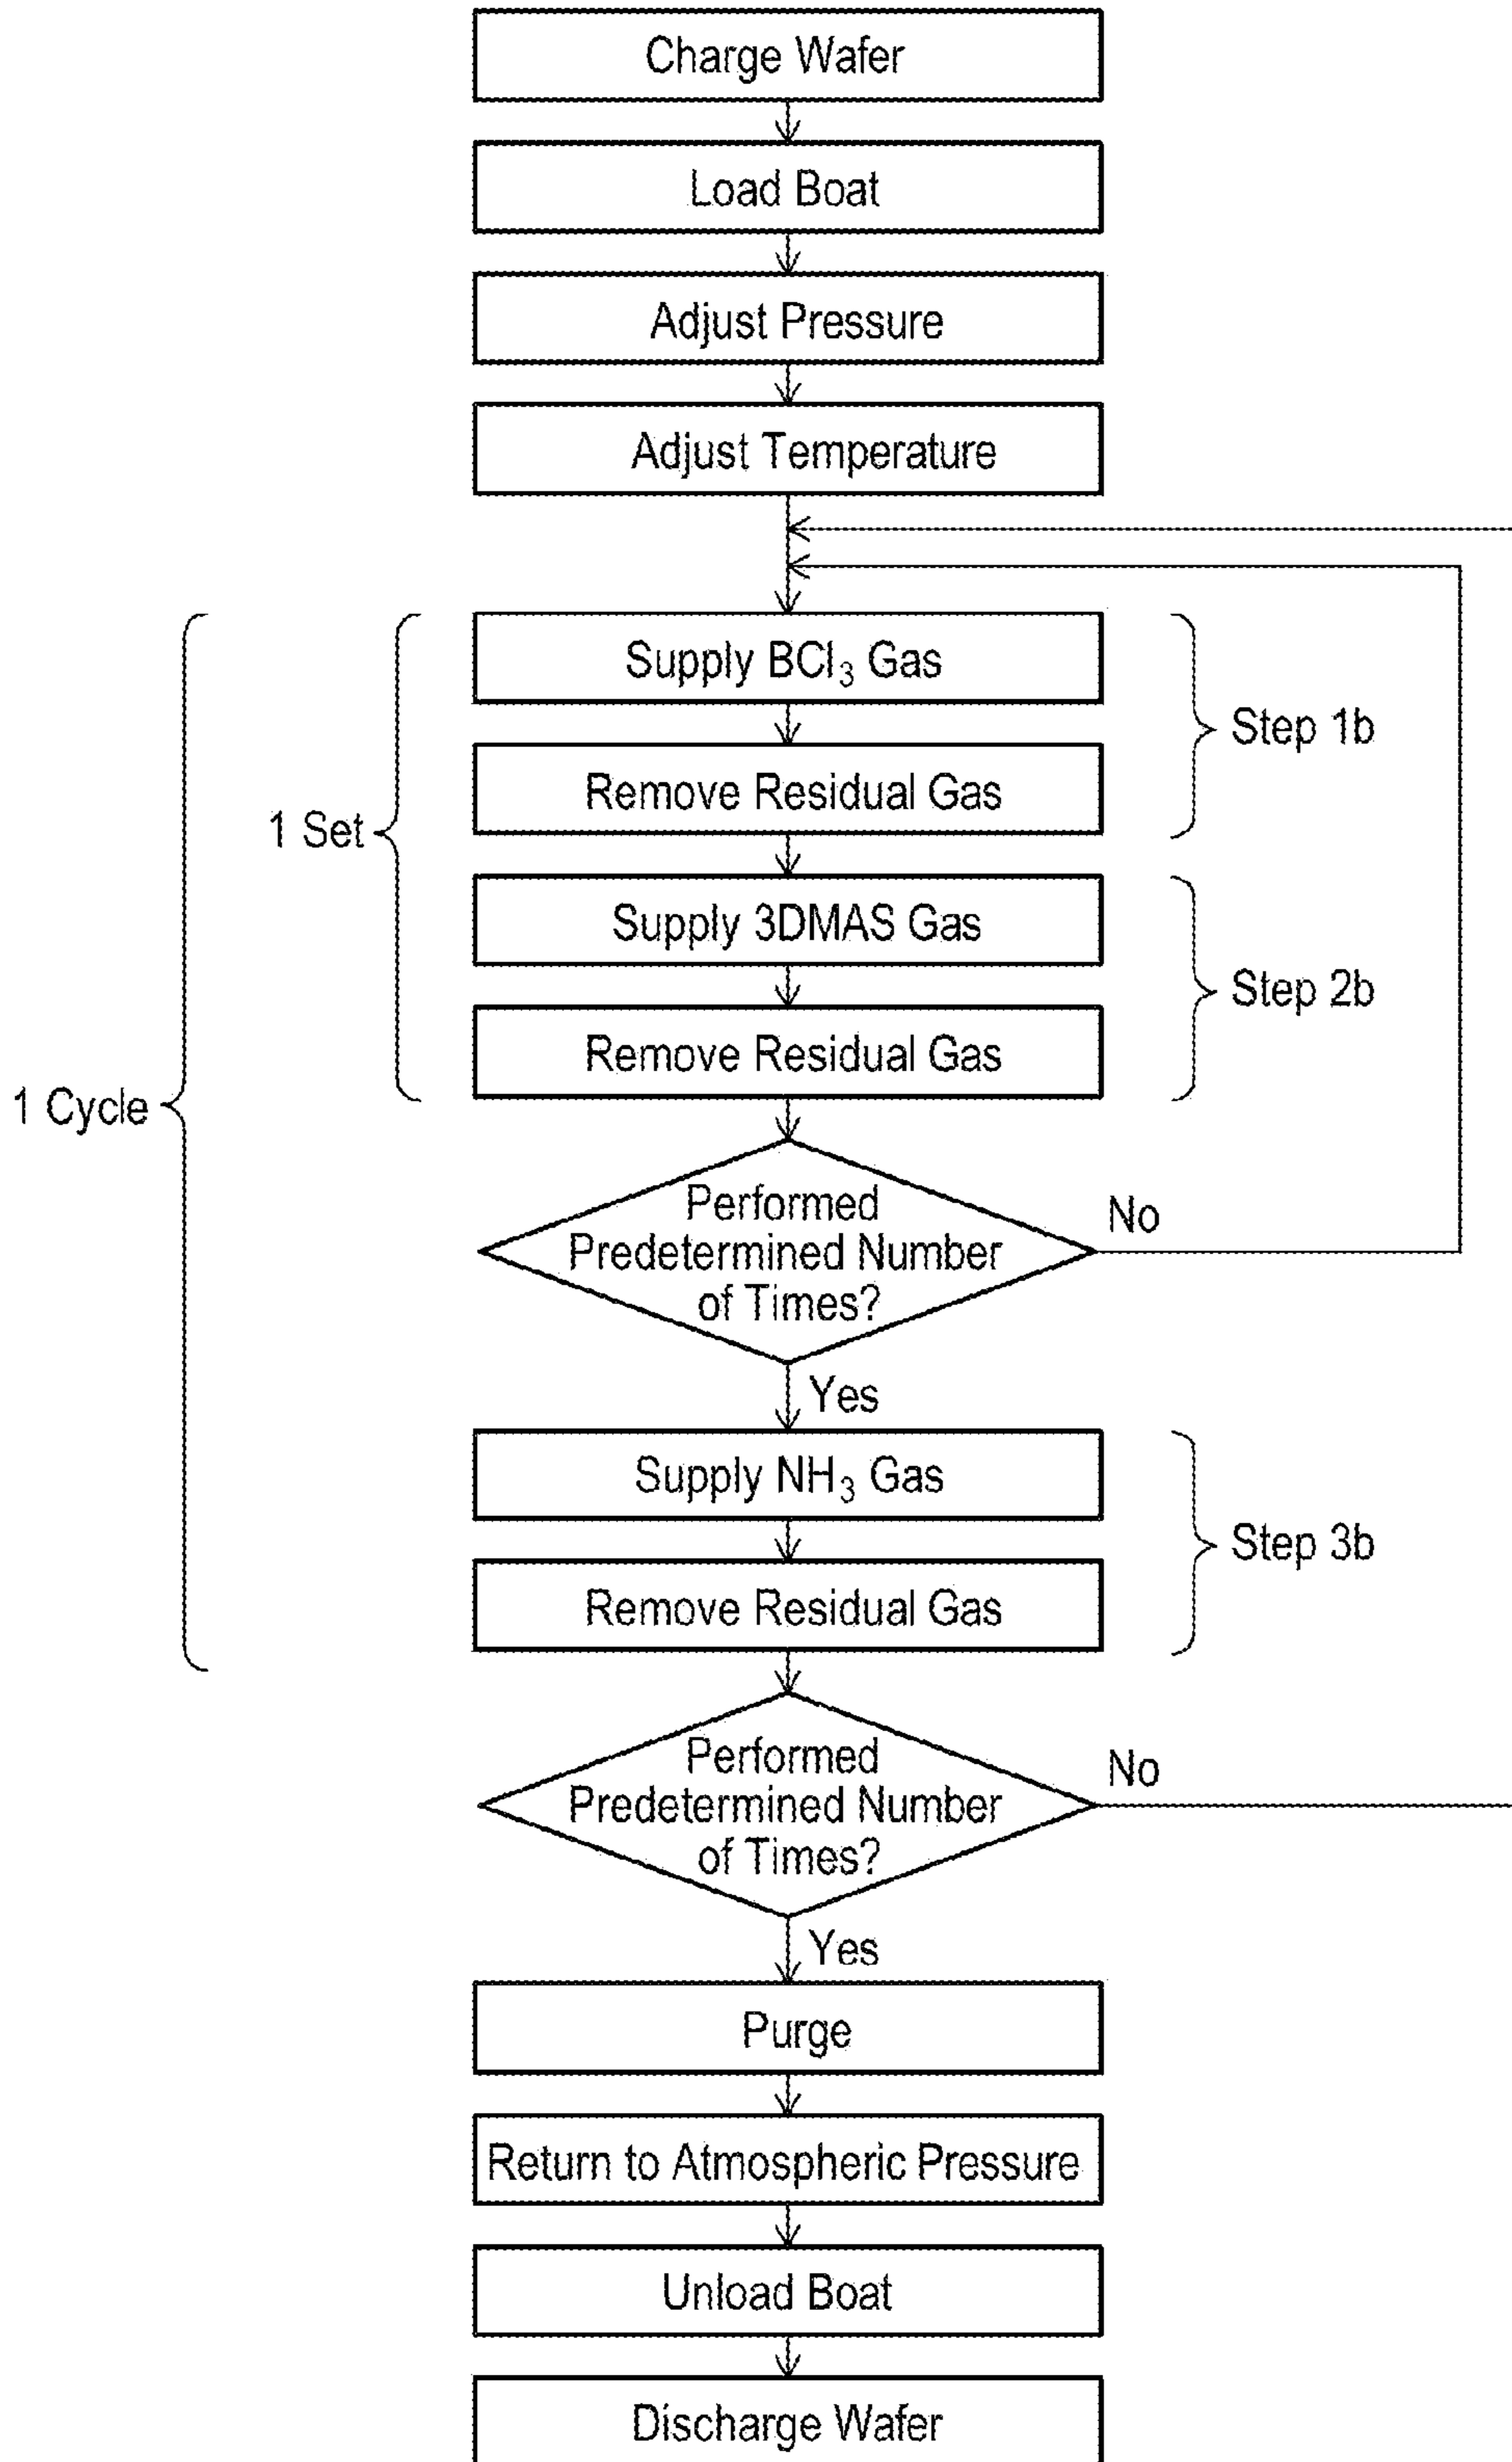 Charge Wafer
Load Boat
Adjust Pressure
Adjust Temperature
Supply BCl₃ Gas
Remove Residual Gas
Step 1b
1 Set
Supply 3DMAS Gas
Remove Residual Gas
Step 2b
1 Cycle
Performed
Predetermined Number
of Times?
No
Yes
Supply NH₃ Gas
Remove Residual Gas
Step 3b
Performed
Predetermined Number
of Times?
No
Yes
Purge
Return to Atmospheric Pressure
Unload Boat
Discharge Wafer